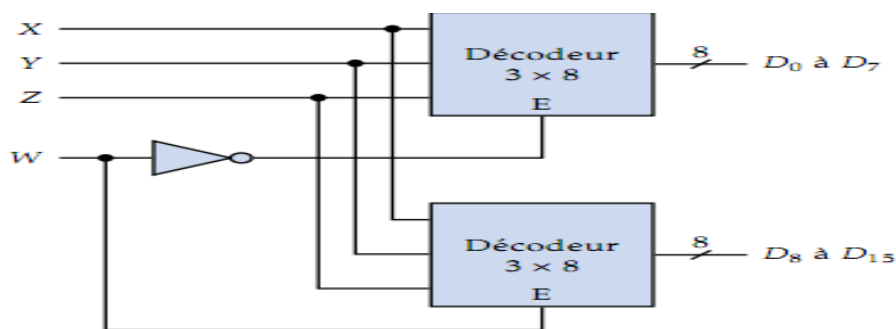 X
Y
Z
W
Décodeur
3 × 8
E
8
D₀ à D₇
Décodeur
3 × 8
E
8
D₈ à D₁₅